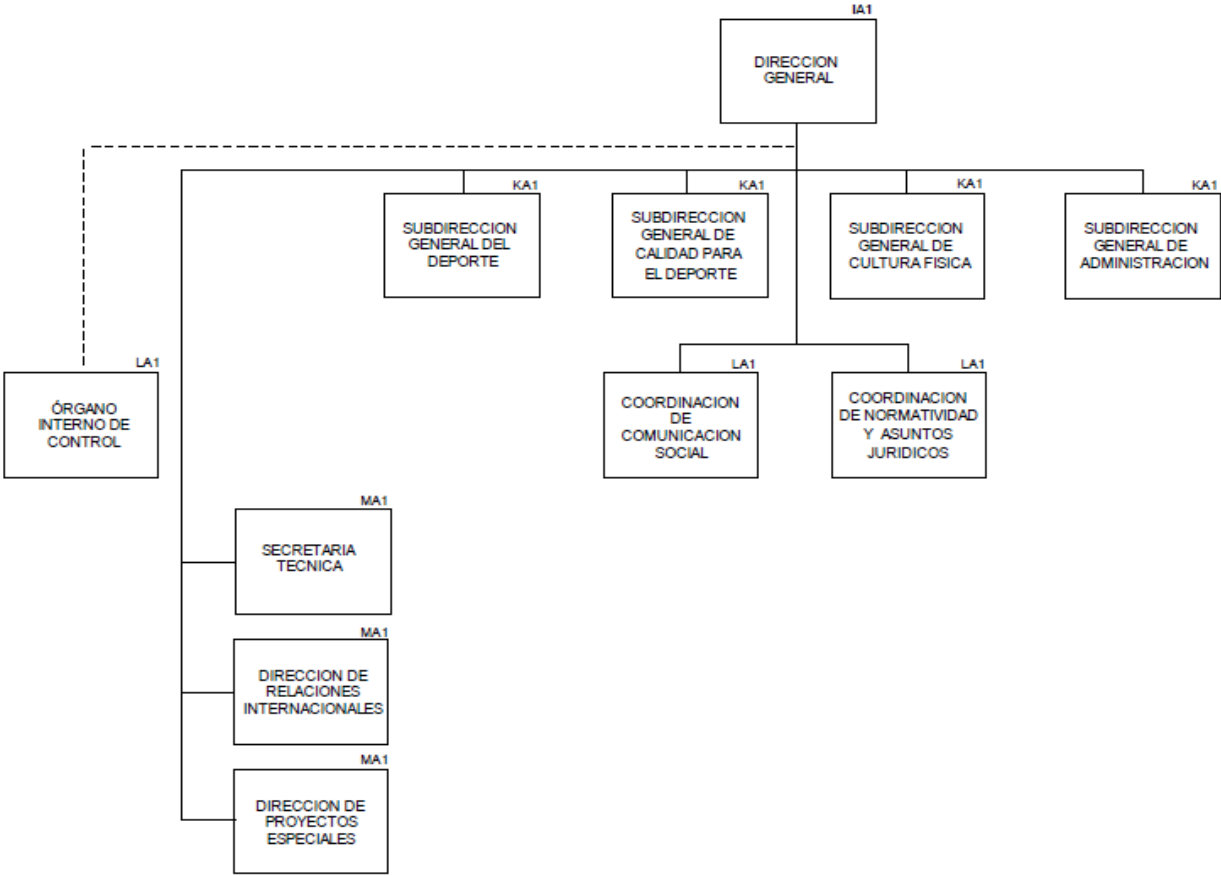 IA1
DIRECCION
GENERAL
KA1
SUBDIRECCION
GENERAL DEL
DEPORTE
KA1
SUBDIRECCION
GENERAL DE
CALIDAD PARA
EL DEPORTE
KA1
SUBDIRECCION
GENERAL DE
CULTURA FISICA
KA1
SUBDIRECCION
GENERAL DE
ADMINISTRACION
LA1
ÓRGANO
INTERNO DE
CONTROL
LA1
COORDINACION
DE
COMUNICACION
SOCIAL
LA1
COORDINACION
DE NORMATIVIDAD
Y ASUNTOS
JURIDICOS
MA1
SECRETARIA
TECNICA
MA1
DIRECCION DE
RELACIONES
INTERNACIONALES
MA1
DIRECCION DE
PROYECTOS
ESPECIALES